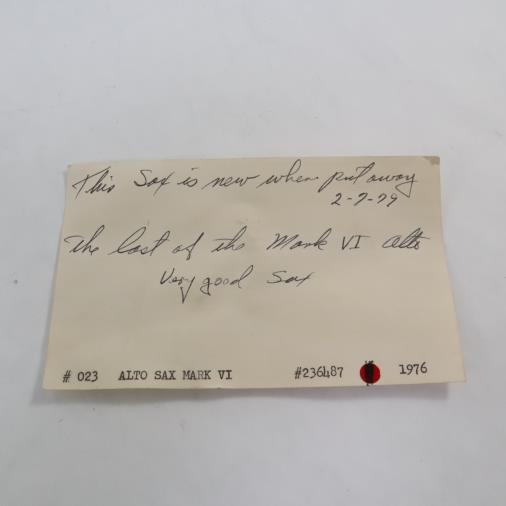 This Sax is new when put away
2-7-79
The last of the Mark VI alto
Very good Sax
# 023 ALTO SAX MARK VI #236487 1976